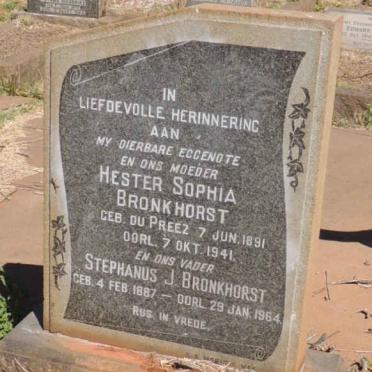 IN
LIEFDEVOLLE HERINNERING
AAN
MY DIERBARE EGGENOTE
EN ONS MOEDER
HESTER SOPHIA
BRONKHORST
GEB. DU PREEZ 7 JUN. 1891
OORL. 7 OKT. 1941.
EN ONS VADER
STEPHANUS J. BRONKHORST
GEB. 4 FEB. 1887 - OORL. 29 JAN. 1964.
RUS IN VREDE.